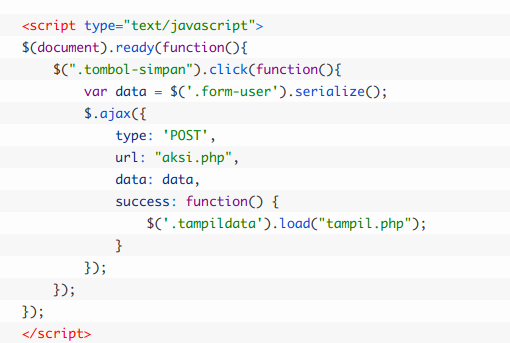 <script type="text/javascript">
$(document).ready(function(){
    $(".tombol-simpan").click(function(){
        var data = $('.form-user').serialize();
        $.ajax({
            type: 'POST',
            url: "aksi.php",
            data: data,
            success: function() {
                $('.tampildata').load("tampil.php");
            }
        });
    });
});
</script>